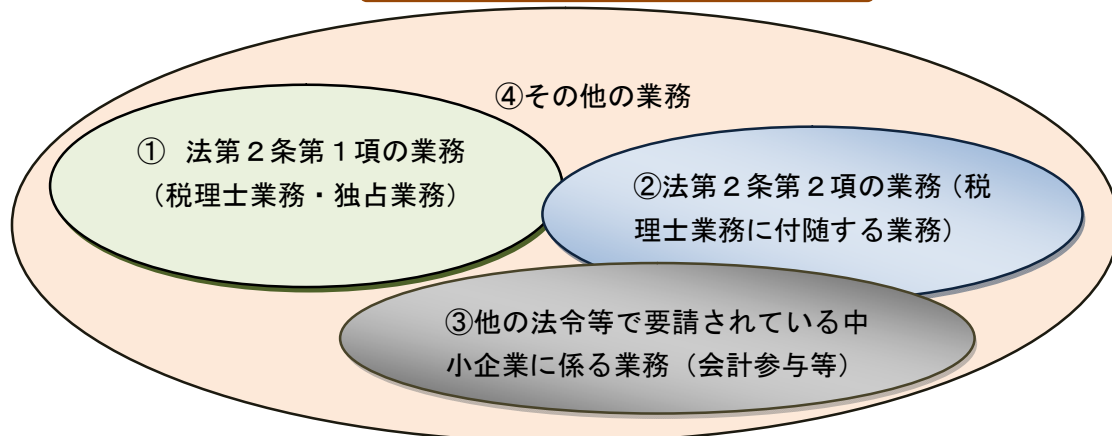 ④その他の業務
① 法第２条第１項の業務
（税理士業務・独占業務）
②法第２条第２項の業務（税
理士業務に付随する業務）
③他の法令等で要請されている中
小企業に係る業務（会計参与等）